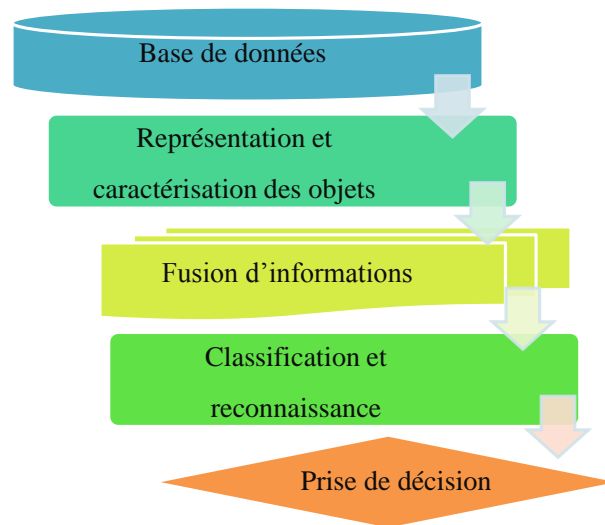 Base de données
Représentation et
caractérisation des objets
Fusion d’informations
Classification et
reconnaissance
Prise de décision